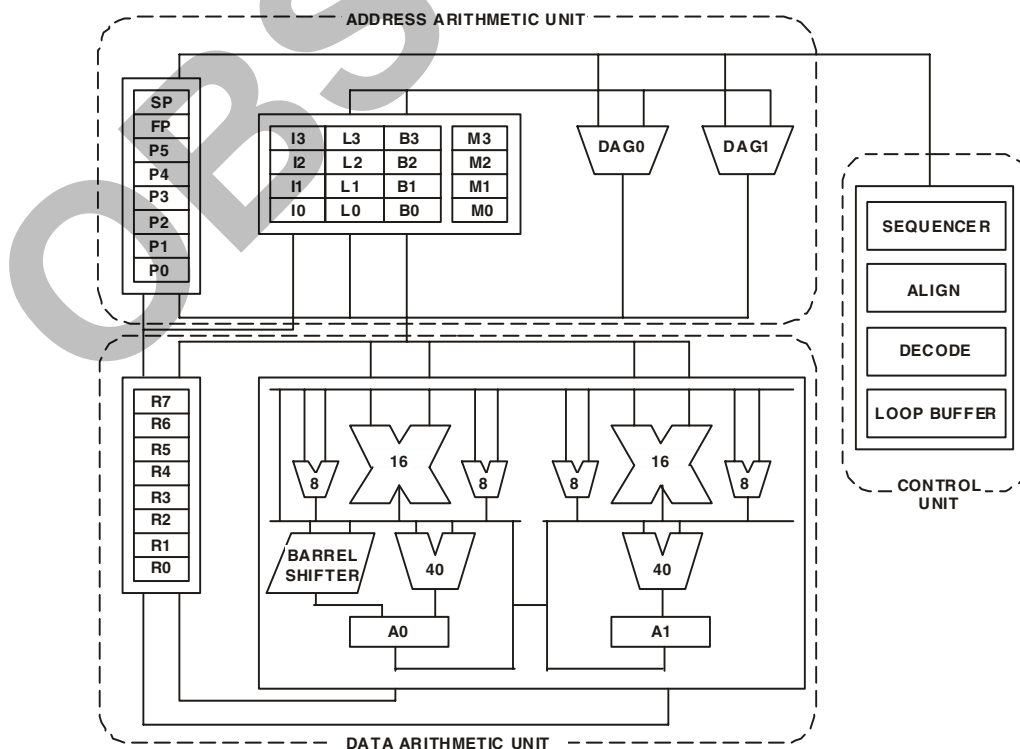 ADDRESS ARITHMETIC UNIT
SP
FP
P5
P4
P3
P2
P1
P0
I3 L3 B3 M3
I2 L2 B2 M2
I1 L1 B1 M1
I0 L0 B0 M0
DAG0 DAG1
SEQUENCER
ALIGN
DECODE
LOOP BUFFER
CONTROL
UNIT
R7
R6
R5
R4
R3
R2
R1
R0
16 16
8 8 8 8
BARREL
SHIFTER
40 40
A0 A1
DATA ARITHMETIC UNIT
OBS